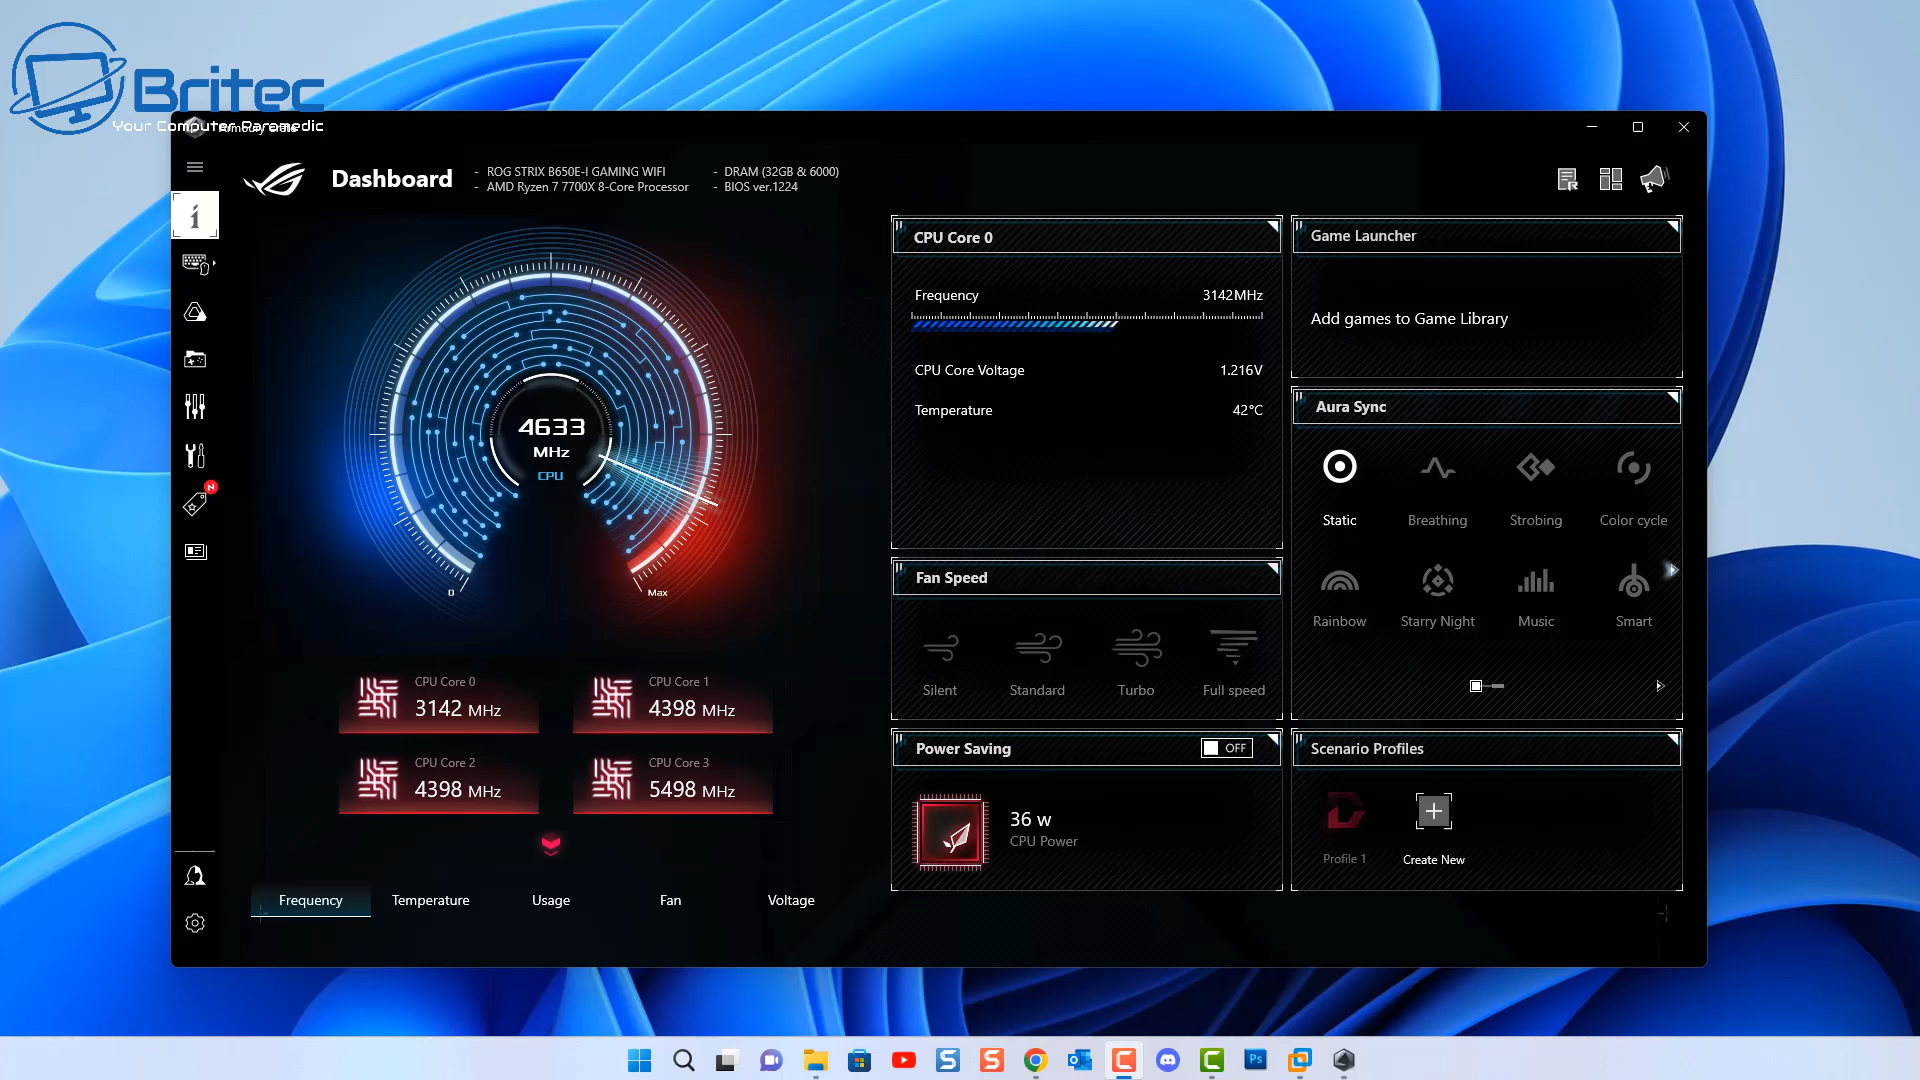 Britec
Your Computer Paramedic
Armoury Crate
Dashboard
- ROG STRIX B650E-I GAMING WIFI
- AMD Ryzen 7 7700X 8-Core Processor
- DRAM (32GB & 6000)
- BIOS ver.1224
i
N
4633
MHz
CPU
0
Max
CPU Core 0
3142 MHz
CPU Core 1
4398 MHz
CPU Core 2
4398 MHz
CPU Core 3
5498 MHz
Frequency
Temperature
Usage
Fan
Voltage
CPU Core 0
Frequency 3142MHz
CPU Core Voltage 1.216V
Temperature 42°C
Fan Speed
Silent
Standard
Turbo
Full speed
Power Saving
OFF
36 w
CPU Power
Game Launcher
Add games to Game Library
Aura Sync
Static
Breathing
Strobing
Color cycle
Rainbow
Starry Night
Music
Smart
Scenario Profiles
Profile 1
Create New
S
S
C
C
Ps